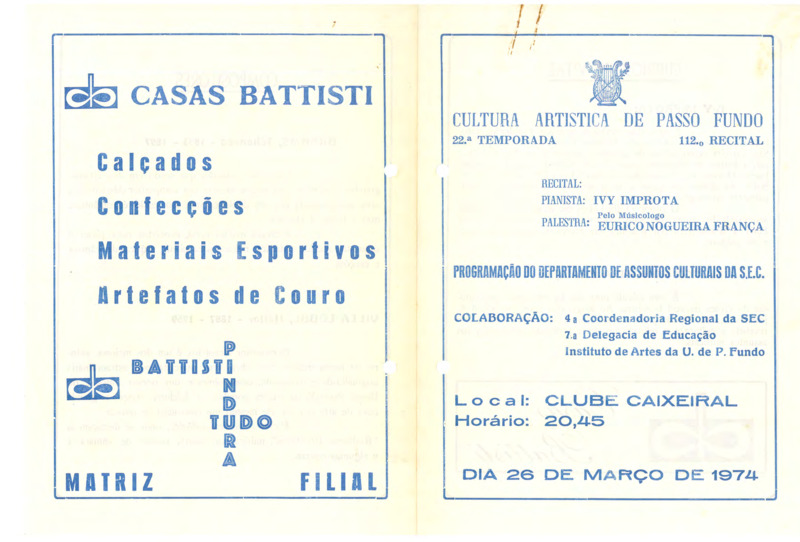 CASAS BATTISTI
Calçados
Confecções
Materiais Esportivos
Artefatos de Couro
BATTISTI
PINDURA
TUDO
MATRIZ FILIAL
CULTURA ARTISTICA DE PASSO FUNDO
22.ª TEMPORADA 112.º RECITAL
RECITAL:
PIANISTA: IVY IMPROTA
PALESTRA: Pelo Músicologo
EURICO NOGUEIRA FRANÇA
PROGRAMAÇÃO DO DEPARTAMENTO DE ASSUNTOS CULTURAIS DA S.E.C.
COLABORAÇÃO: 4ª Coordenadoria Regional da SEC
7.ª Delegacia de Educação
Instituto de Artes da U. de P. Fundo
Local: CLUBE CAIXEIRAL
Horário: 20,45
DIA 26 DE MARÇO DE 1974